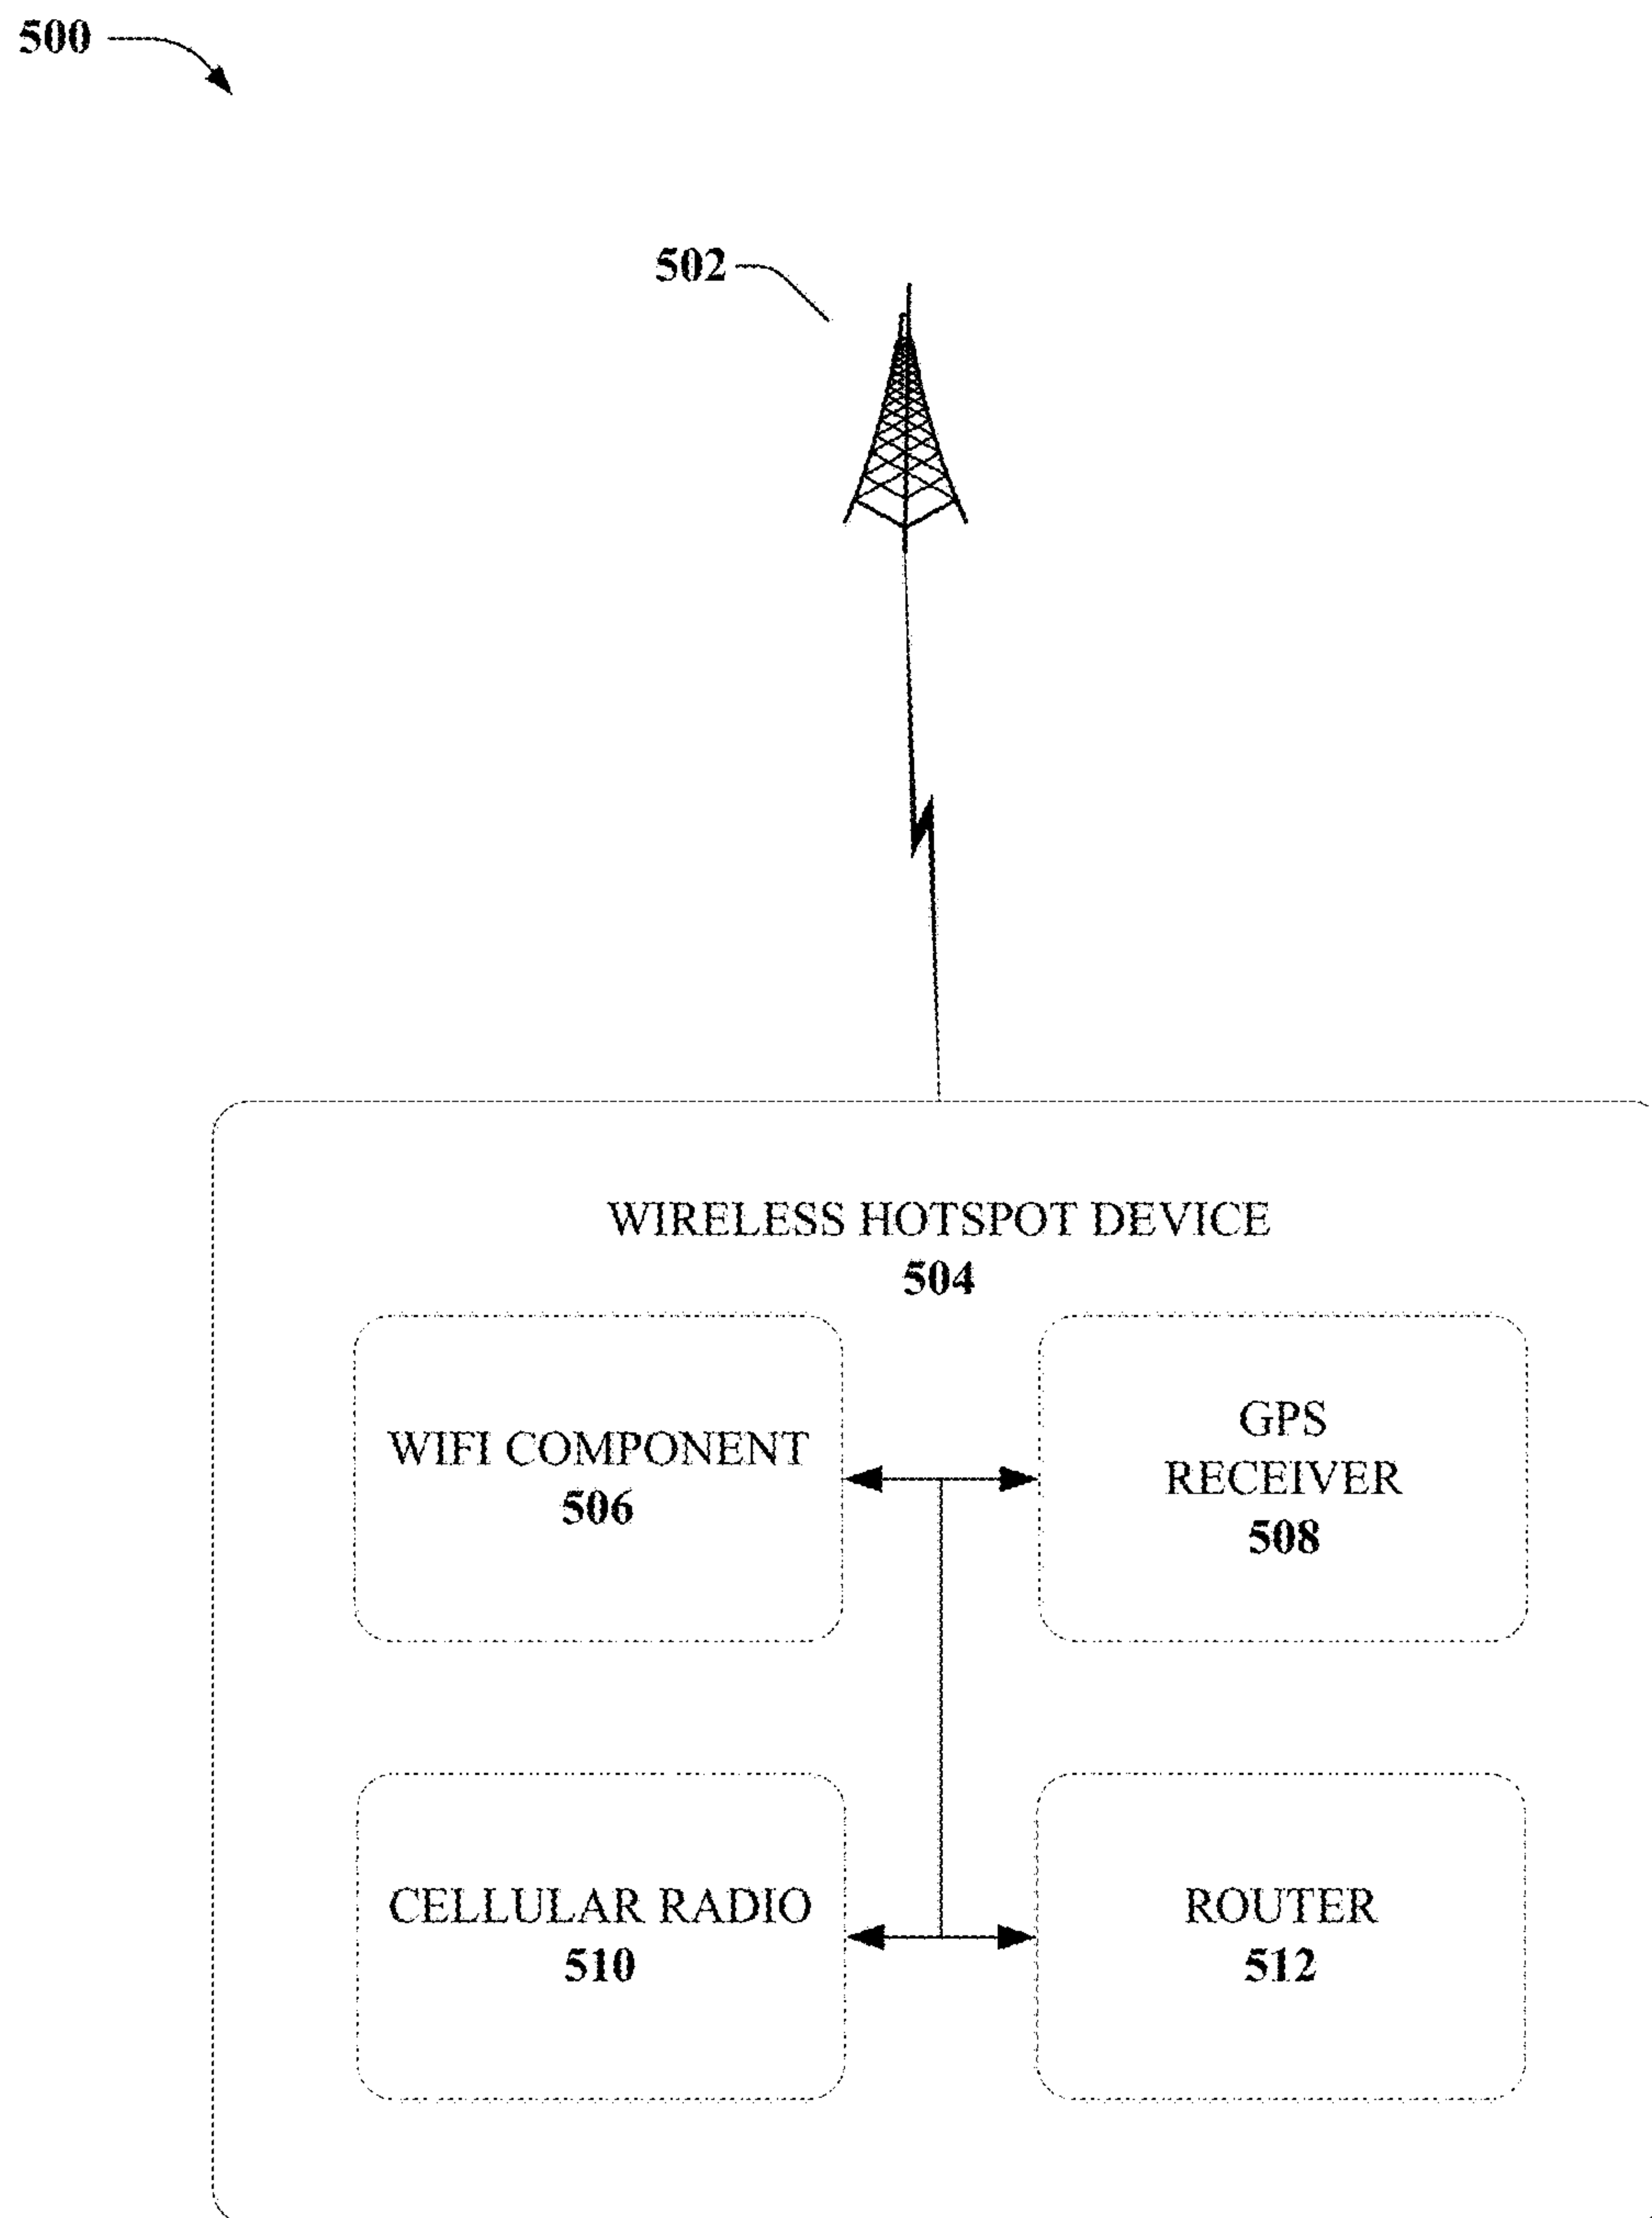 500
502
WIRELESS HOTSPOT DEVICE
504
WIFI COMPONENT
506
GPS
RECEIVER
508
CELLULAR RADIO
510
ROUTER
512